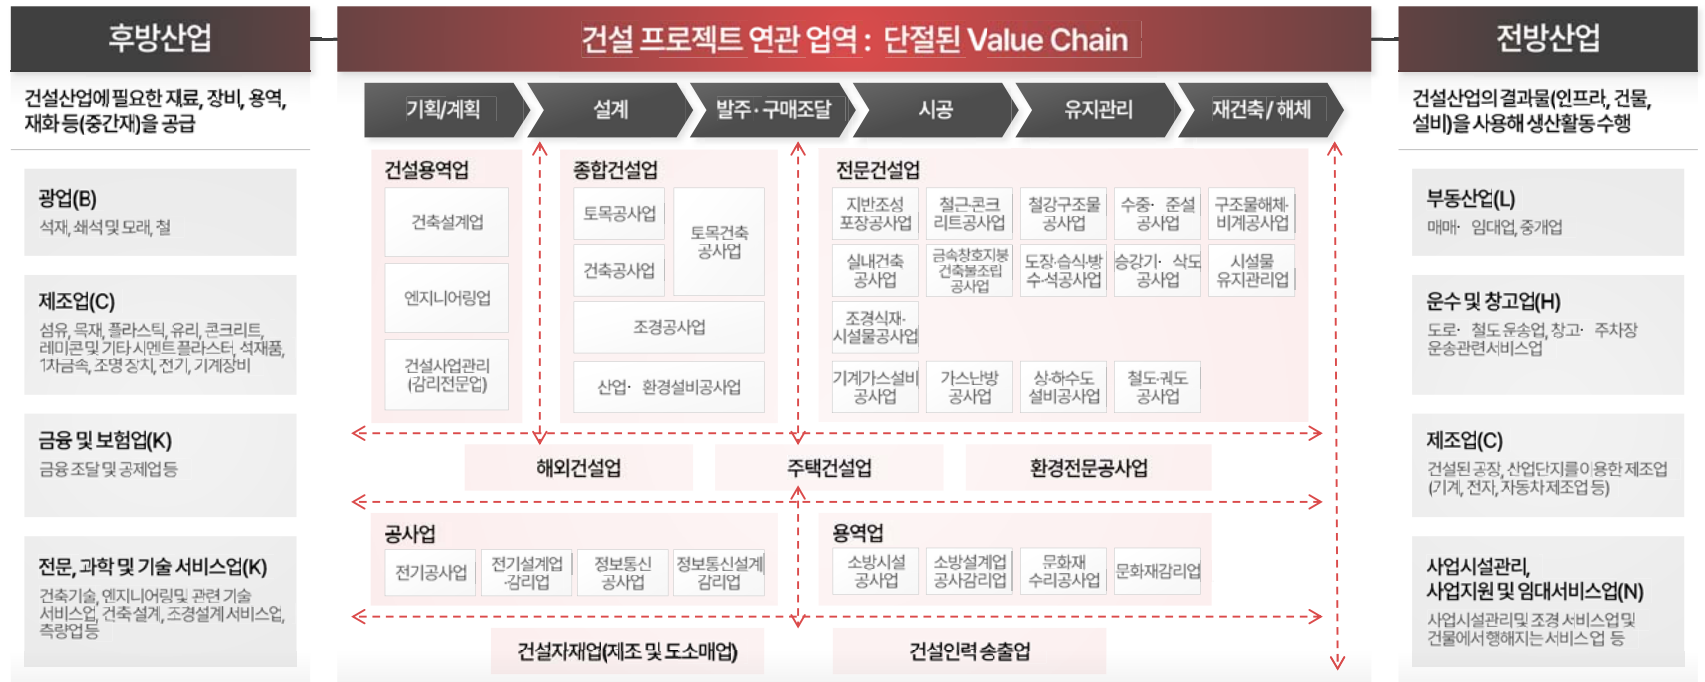 후방산업
건설산업에 필요한 재료, 장비, 용역,
재화 등(중간재)을 공급
광업(B)
석재, 쇄석 및 모래, 철
제조업(C)
섬유, 목재, 플라스틱, 유리, 콘크리트,
레미콘 및 기타 시멘트 플라스터, 석재품,
1차금속, 조명 장치, 전기, 기계장비
금융 및 보험업(K)
금융 조달 및 공제업 등
전문, 과학 및 기술 서비스업(K)
건축기술, 엔지니어링 및 관련 기술
서비스업, 건축 설계, 조경설계 서비스업,
측량업 등
건설 프로젝트 연관 업역 : 단절된 Value Chain
기획/계획
설계
발주·구매조달
시공
유지관리
재건축 / 해체
건설용역업
건축설계업
엔지니어링업
건설사업관리
(감리전문업)
종합건설업
토목공사업
건축공사업
토목건축
공사업
조경공사업
산업· 환경설비공사업
전문건설업
지반조성
포장공사업
철근·콘크
리트공사업
철강구조물
공사업
수중· 준설
공사업
구조물해체·
비계공사업
실내건축
공사업
금속창호지붕
건축물조립
공사업
도장·습식·방
수·석공사업
승강기· 삭도
공사업
시설물
유지관리업
조경식재·
시설물공사업
기계가스설비
공사업
가스난방
공사업
상·하수도
설비공사업
철도·궤도
공사업
해외건설업
주택건설업
환경전문공사업
공사업
전기공사업
전기설계업
·감리업
정보통신
공사업
정보통신설계
감리업
용역업
소방시설
공사업
소방설계업
공사감리업
문화재
수리공사업
문화재감리업
건설자재업(제조 및 도소매업)
건설인력 송출업
전방산업
건설산업의 결과물(인프라, 건물,
설비)을 사용해 생산활동 수행
부동산업(L)
매매· 임대업, 중개업
운수 및 창고업(H)
도로· 철도 운송업, 창고· 주차장
운송관련 서비스업
제조업(C)
건설된 공장, 산업단지를 이용한 제조업
(기계, 전자, 자동차 제조업 등)
사업시설관리,
사업지원 및 임대서비스업(N)
사업시설관리 및 조경 서비스업 및
건물에서 행해지는 서비스업 등